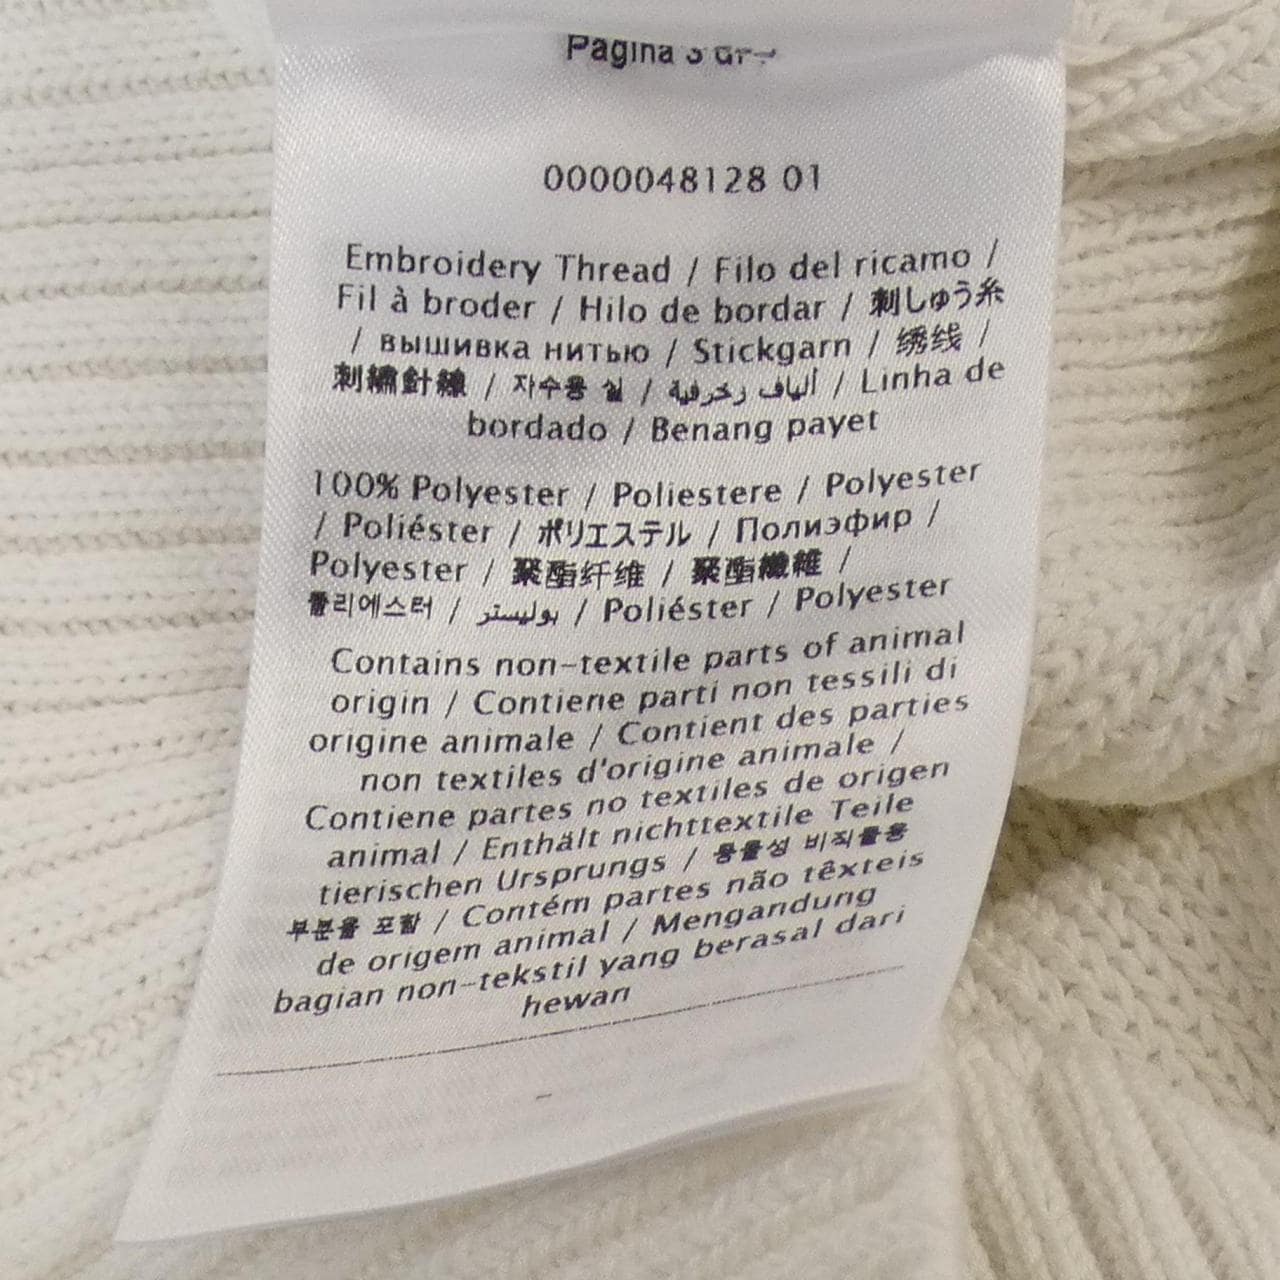 Pagina 3 di
0000048128 01
Embroidery Thread / Filo del ricamo /
Fil à broder / Hilo de bordar / 刺しゅう糸
/ вышивка нитью / Stickgarn / 绣线 /
刺繡針線 / 자수용 실 / ألياف زخرفية / Linha de
bordado / Benang payet
100% Polyester / Poliestere / Polyester
/ Poliéster / ポリエステル / Полиэфир /
Polyester / 聚酯纤维 / 聚酯纖維 /
폴리에스터 / بوليستر / Poliéster / Polyester
Contains non-textile parts of animal
origin / Contiene parti non tessili di
origine animale / Contient des parties
non textiles d'origine animale /
Contiene partes no textiles de origen
animal / Enthält nichttextile Teile
tierischen Ursprungs / 동물성 비직물용
부분을 포함 / Contém partes não têxteis
de origem animal / Mengandung
bagian non-tekstil yang berasal dari
hewan